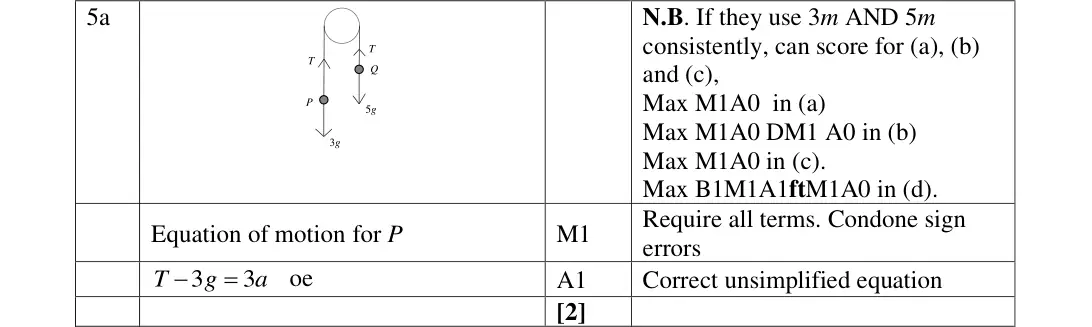 5a
T
T
Q
P
5g
3g
N.B. If they use 3m AND 5m
consistently, can score for (a), (b)
and (c),
Max M1A0 in (a)
Max M1A0 DM1 A0 in (b)
Max M1A0 in (c).
Max B1M1A1ftM1A0 in (d).
Equation of motion for P
M1
Require all terms. Condone sign
errors
T − 3g = 3a oe
A1
Correct unsimplified equation
[2]